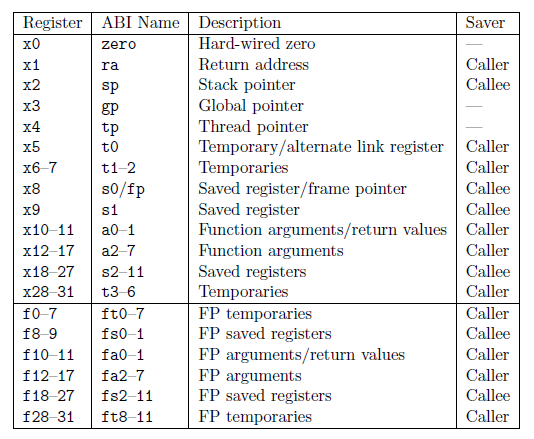 Register ABI Name Description Saver
x0 zero Hard-wired zero —
x1 ra Return address Caller
x2 sp Stack pointer Callee
x3 gp Global pointer —
x4 tp Thread pointer —
x5 t0 Temporary/alternate link register Caller
x6–7 t1–2 Temporaries Caller
x8 s0/fp Saved register/frame pointer Callee
x9 s1 Saved register Callee
x10–11 a0–1 Function arguments/return values Caller
x12–17 a2–7 Function arguments Caller
x18–27 s2–11 Saved registers Callee
x28–31 t3–6 Temporaries Caller
f0–7 ft0–7 FP temporaries Caller
f8–9 fs0–1 FP saved registers Callee
f10–11 fa0–1 FP arguments/return values Caller
f12–17 fa2–7 FP arguments Caller
f18–27 fs2–11 FP saved registers Callee
f28–31 ft8–11 FP temporaries Caller